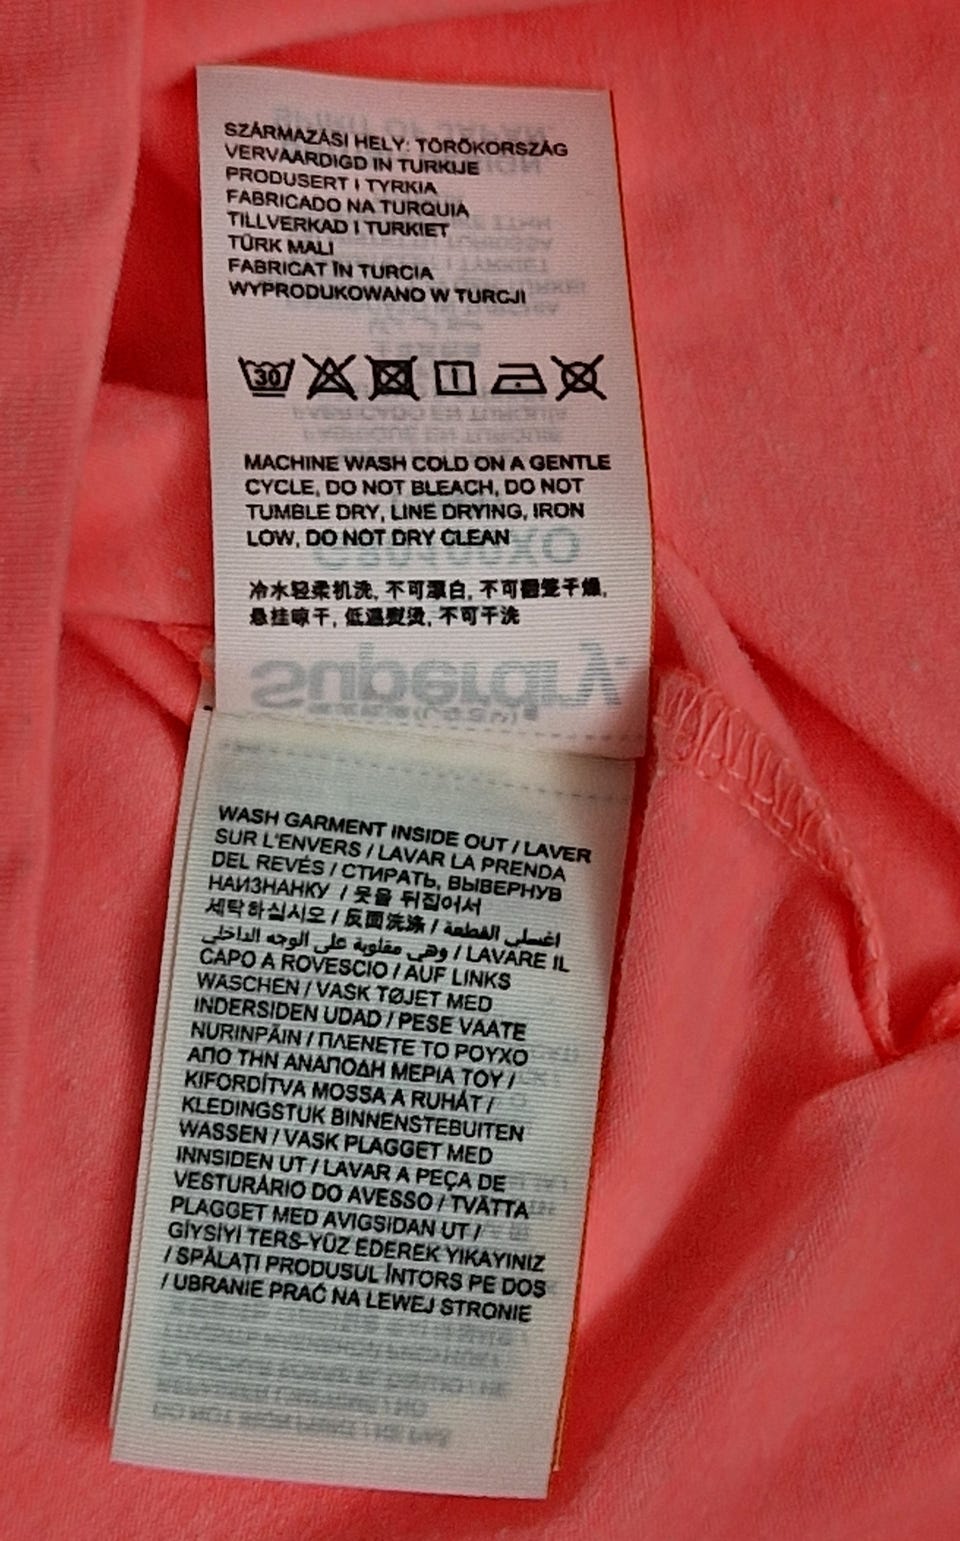 SZÁRMAZÁSI HELY: TÖRÖKORSZÁG
VERVAARDIGD IN TURKIJE
PRODUSERT I TYRKIA
FABRICADO NA TURQUIA
TILLVERKAD I TURKIET
TÜRK MALI
FABRICAT ÎN TURCIA
WYPRODUKOWANO W TURCJI
30
MACHINE WASH COLD ON A GENTLE
CYCLE, DO NOT BLEACH, DO NOT
TUMBLE DRY, LINE DRYING, IRON
LOW, DO NOT DRY CLEAN
冷水轻柔机洗, 不可漂白, 不可翻笼干燥,
悬挂晾干, 低温熨烫, 不可干洗
Superdry.
WASH GARMENT INSIDE OUT / LAVER
SUR L'ENVERS / LAVAR LA PRENDA
DEL REVÉS / СТИРАТЬ, ВЫВЕРНУВ
НАИЗНАНКУ / 옷을 뒤집어서
세탁하십시오 / 反面洗涤 / اغسلي القطعة
وهي مقلوبة على الوجه الداخلي / LAVARE IL
CAPO A ROVESCIO / AUF LINKS
WASCHEN / VASK TØJET MED
INDERSIDEN UDAD / PESE VAATE
NURINPÄIN / ΠΛΕΝΕΤΕ ΤΟ ΡΟΥΧΟ
ΑΠΟ ΤΗΝ ΑΝΑΠΟΔΗ ΜΕΡΙΑ ΤΟΥ /
KIFORDÍTVA MOSSA A RUHÁT /
KLEDINGSTUK BINNENSTEBUITEN
WASSEN / VASK PLAGGET MED
INNSIDEN UT / LAVAR A PEÇA DE
VESTURÁRIO DO AVESSO / TVÄTTA
PLAGGET MED AVIGSIDAN UT /
GİYSİYİ TERS-YÜZ EDEREK YIKAYINIZ
/ SPĂLAȚI PRODUSUL ÎNTORS PE DOS
/ UBRANIE PRAĆ NA LEWEJ STRONIE